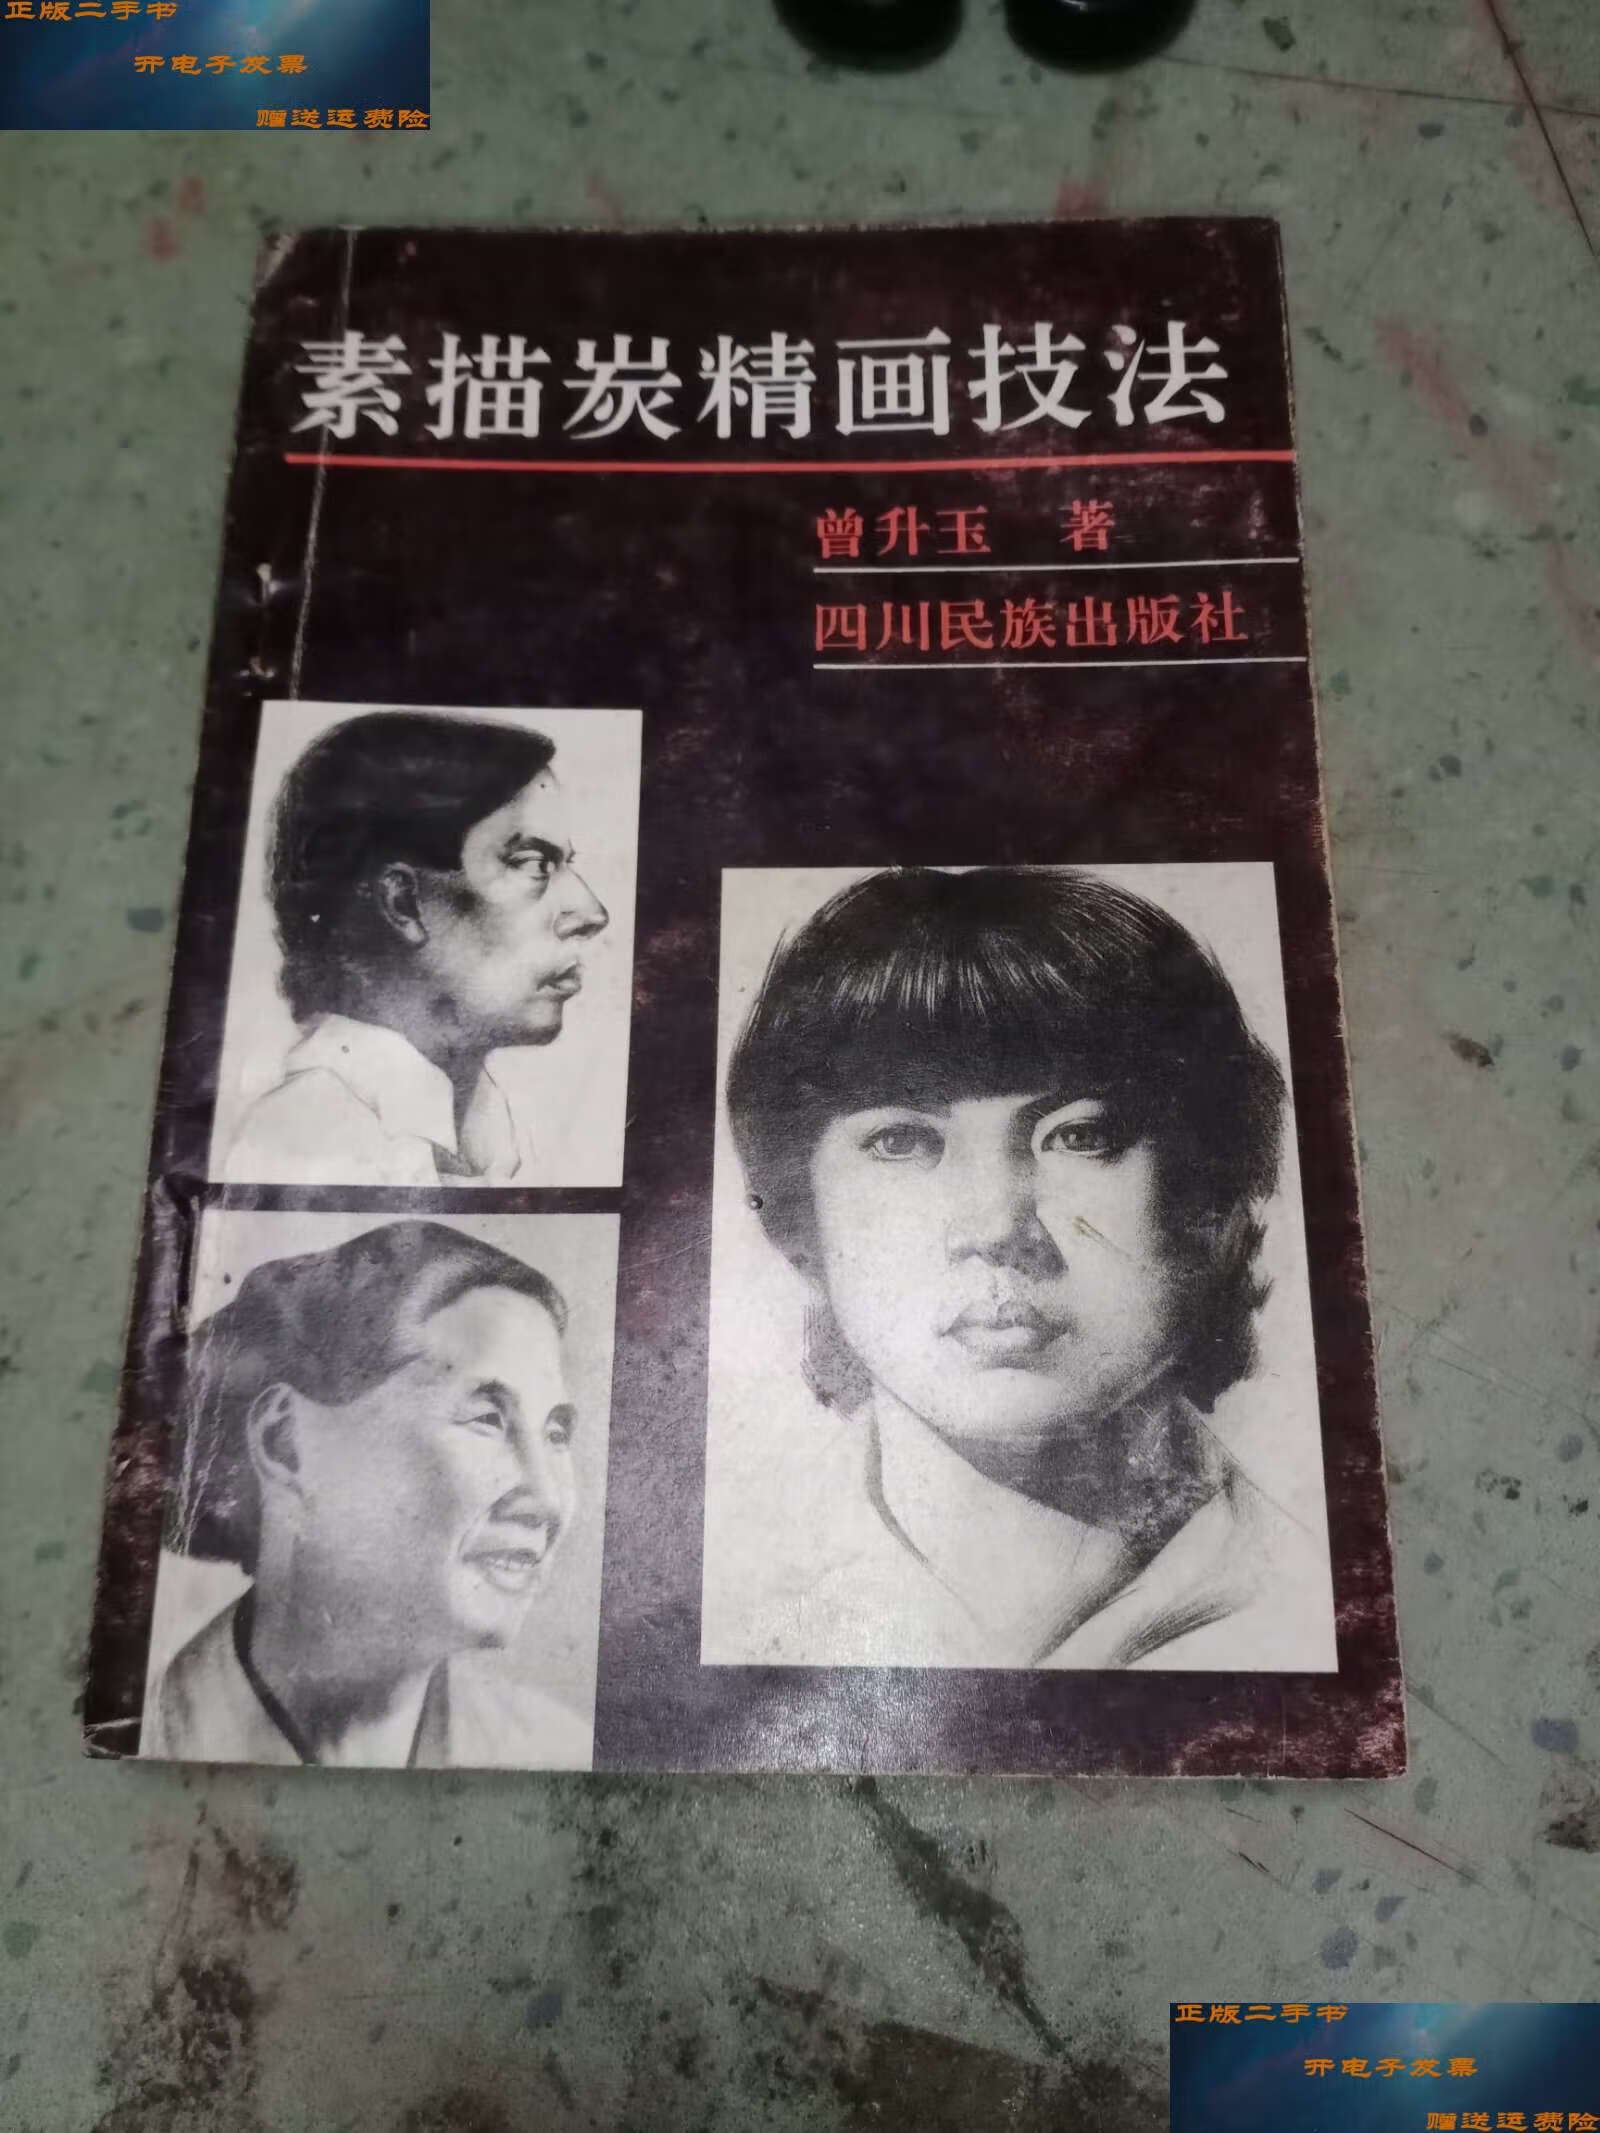 正版二手书
开电子发票
赠送运费险
素描炭精画技法
曾升玉 著
四川民族出版社
正版二手书
开电子发票
赠送运费险